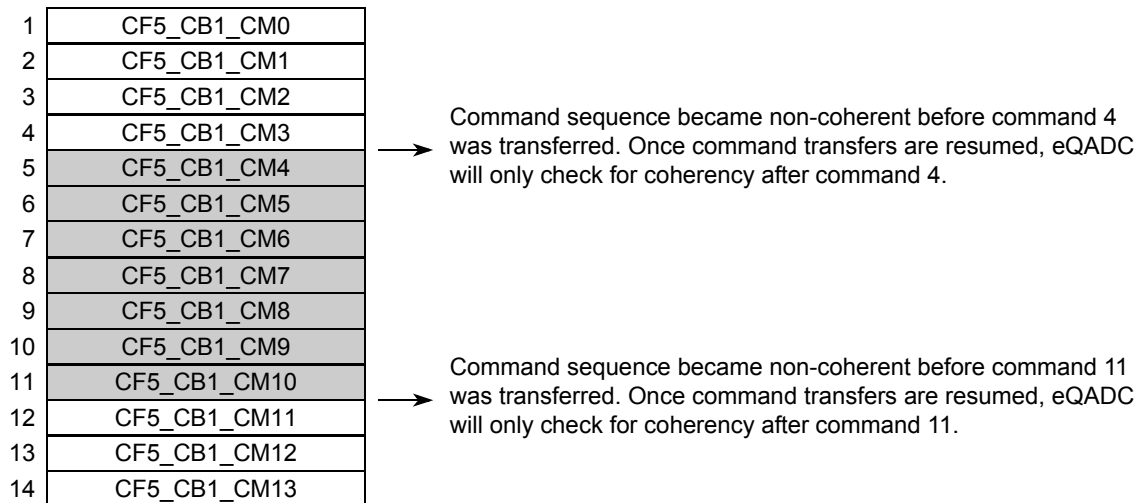 1 CF5_CB1_CM0
2 CF5_CB1_CM1
3 CF5_CB1_CM2
4 CF5_CB1_CM3
Command sequence became non-coherent before command 4
was transferred. Once command transfers are resumed, eQADC
will only check for coherency after command 4.
5 CF5_CB1_CM4
6 CF5_CB1_CM5
7 CF5_CB1_CM6
8 CF5_CB1_CM7
9 CF5_CB1_CM8
10 CF5_CB1_CM9
11 CF5_CB1_CM10
Command sequence became non-coherent before command 11
was transferred. Once command transfers are resumed, eQADC
will only check for coherency after command 11.
12 CF5_CB1_CM11
13 CF5_CB1_CM12
14 CF5_CB1_CM13